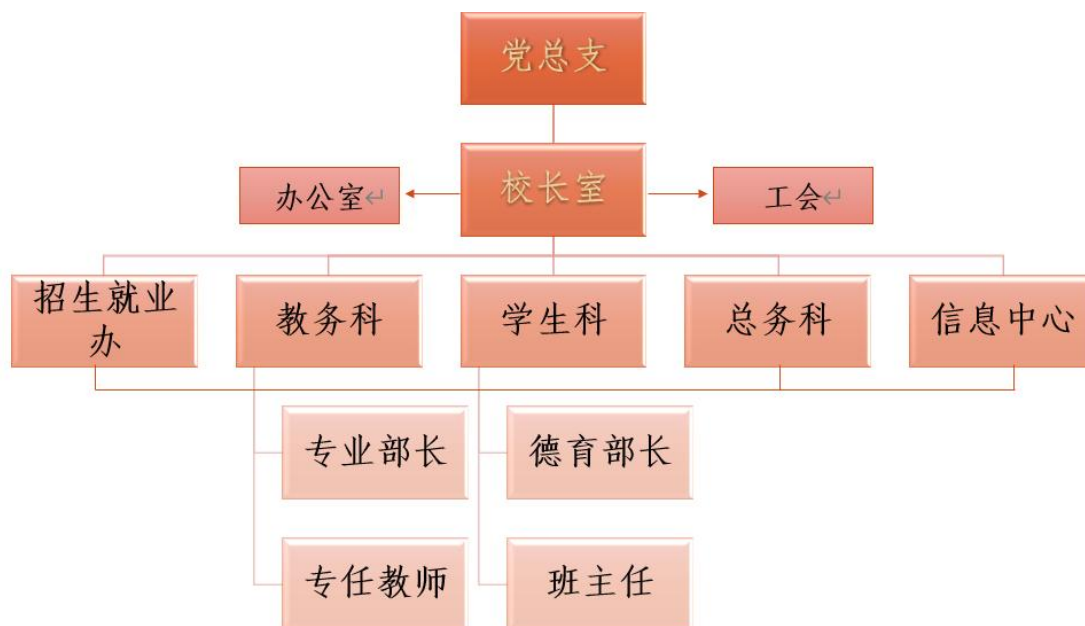 党总支
校长室
办公室
工会
招生就业
办
教务科
学生科
总务科
信息中心
专业部长
德育部长
专任教师
班主任